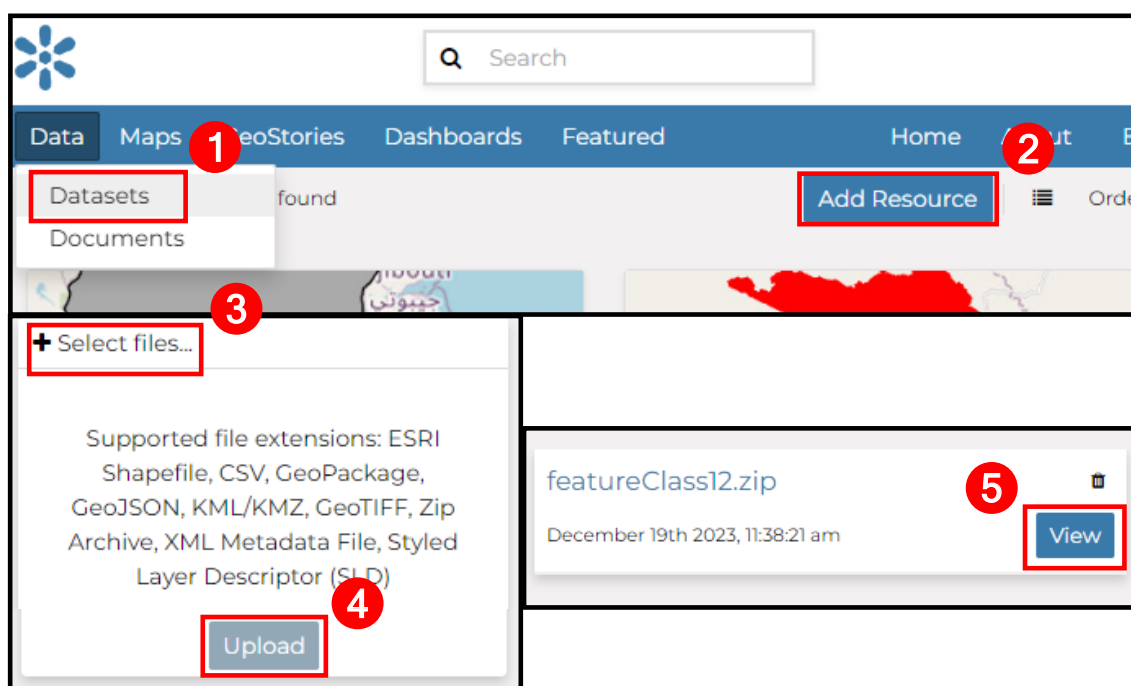 Search
Data Maps GeoStories Dashboards Featured Home About
1
2
Datasets
found
Add Resource
Documents
جيبوتي
3
+ Select files...
Supported file extensions: ESRI
Shapefile, CSV, GeoPackage,
GeoJSON, KML/KMZ, GeoTIFF, Zip
Archive, XML Metadata File, Styled
Layer Descriptor (SLD)
4
Upload
featureClass12.zip
5
December 19th 2023, 11:38:21 am
View